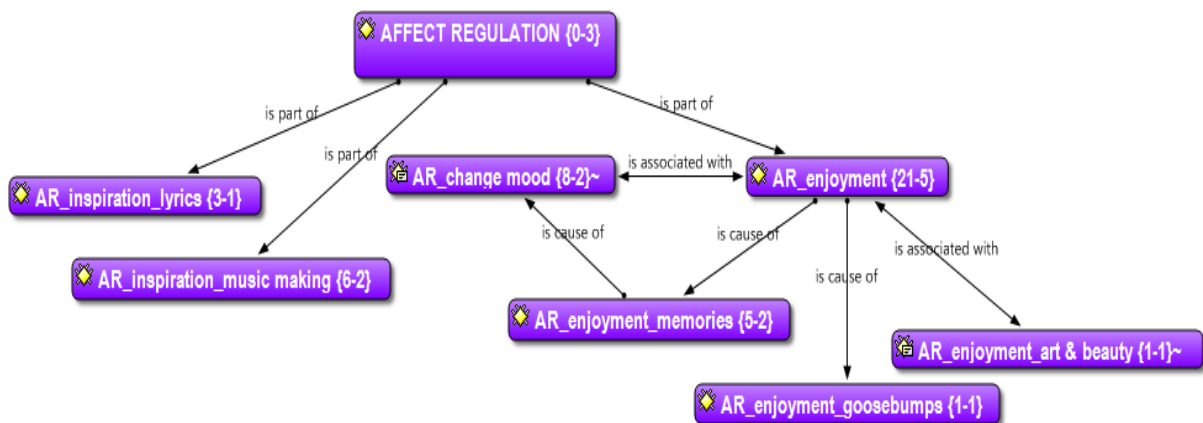 AFFECT REGULATION {0-3}
is part of
is part of
is part of
is associated with
AR_change mood {8-2}~
AR_enjoyment {21-5}
AR_inspiration_lyrics {3-1}
is cause of
is cause of
is associated with
AR_inspiration_music making {6-2}
is cause of
AR_enjoyment_memories {5-2}
AR_enjoyment_art & beauty {1-1}~
AR_enjoyment_goosebumps {1-1}